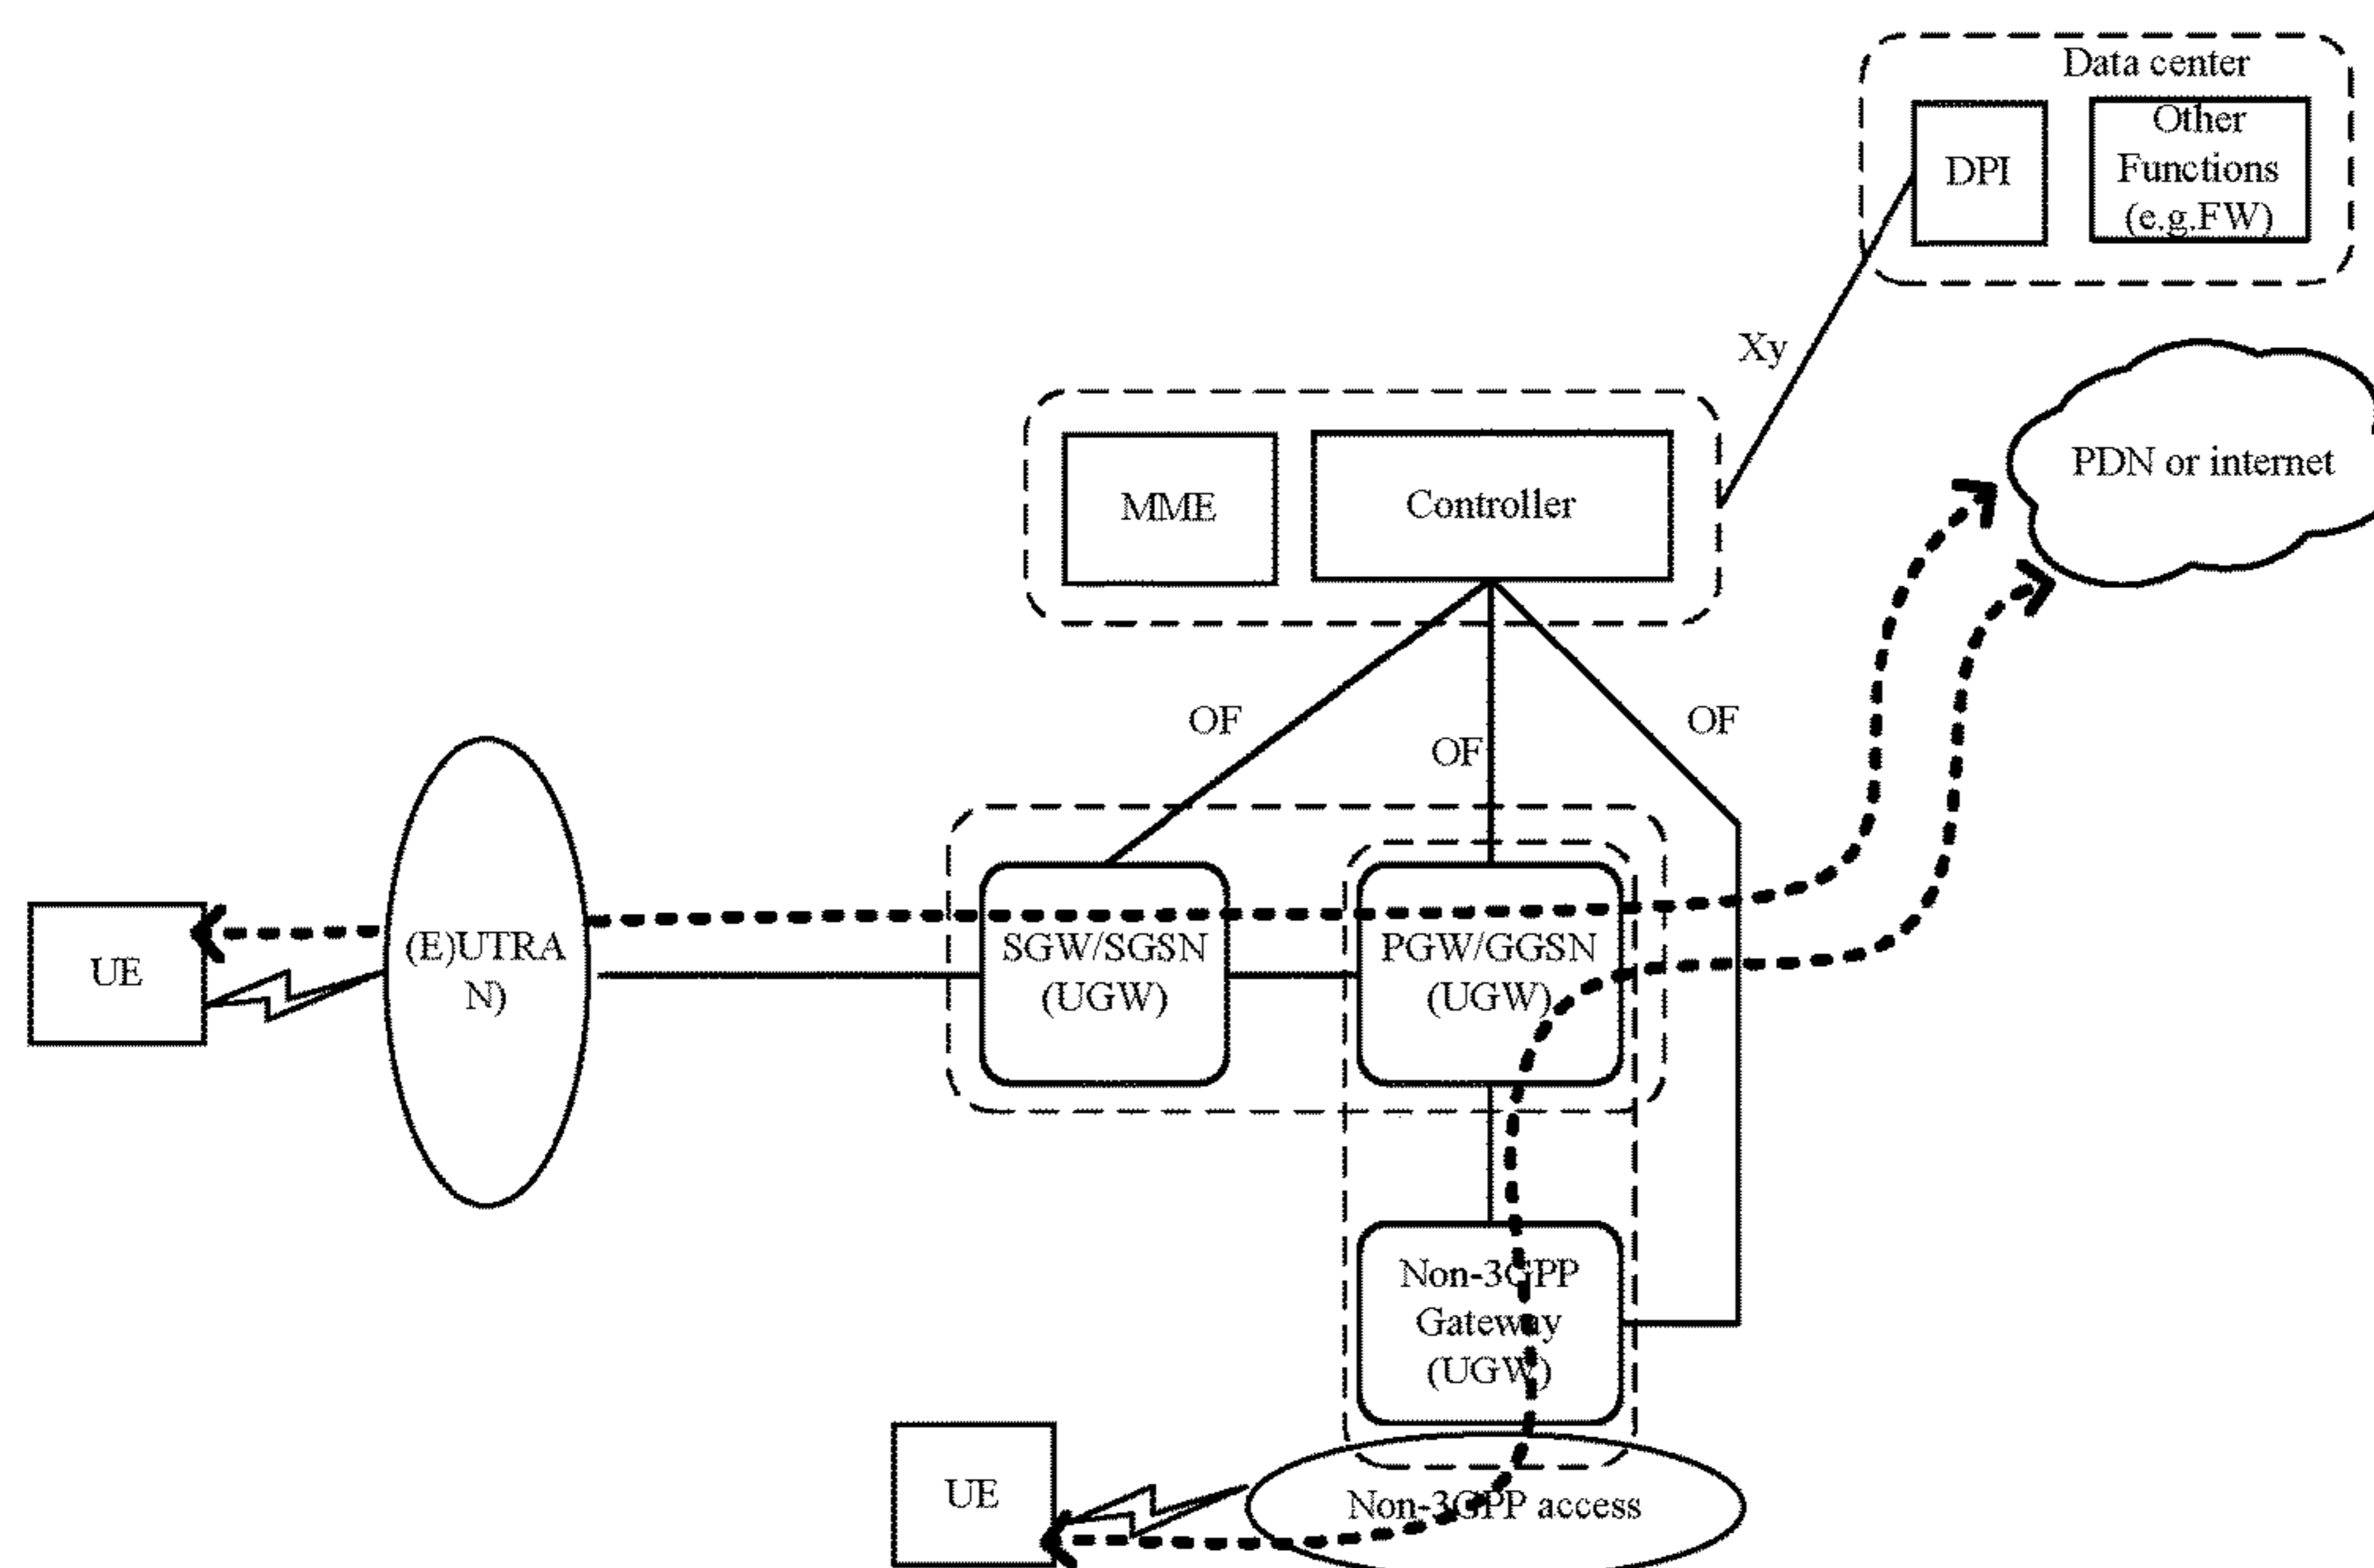 Data center
DPI
Other
Functions
(e.g.FW)
Xy
PDN or internet
MME
Controller
OF
OF
OF
UE
(E)UTRA
N)
SGW/SGSN
(UGW)
PGW/GGSN
(UGW)
Non-3GPP
Gateway
(UGW)
UE
Non-3GPP access